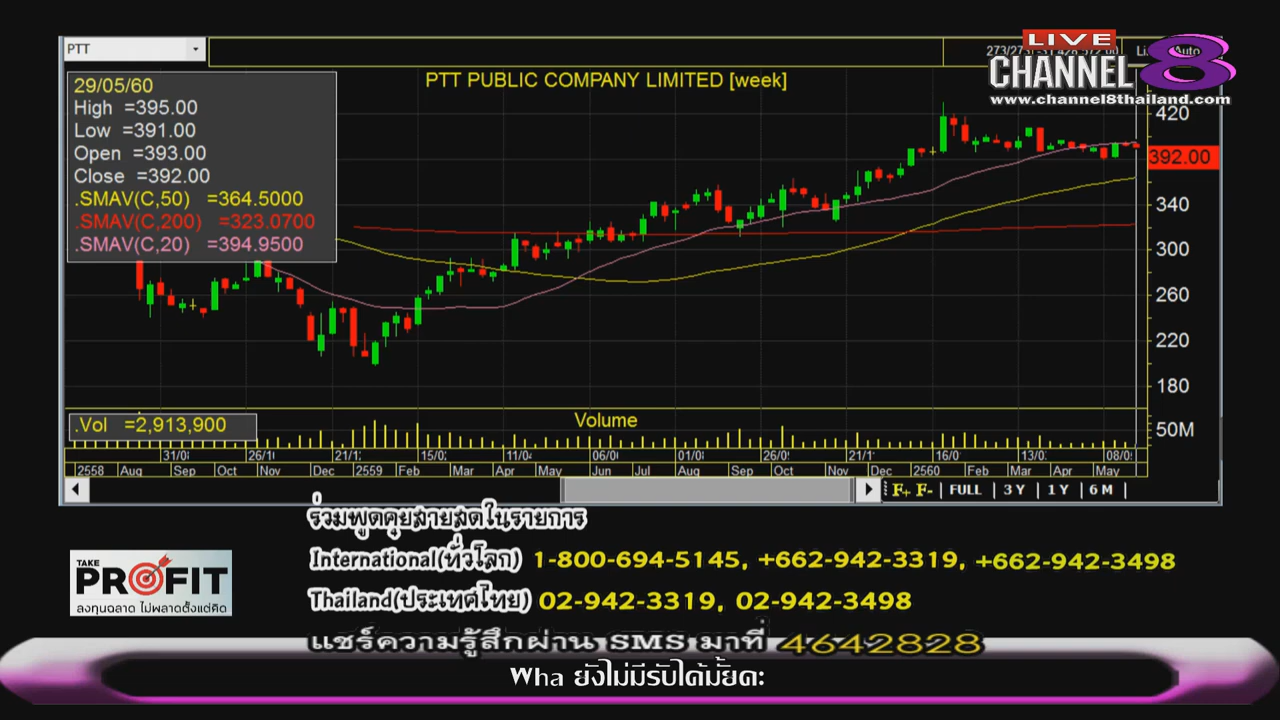 PTT
LIVE
CHANNEL 8
www.channel8thailand.com
PTT PUBLIC COMPANY LIMITED [week]
29/05/60
High =395.00
Low =391.00
Open =393.00
Close =392.00
.SMAV(C,50) =364.5000
.SMAV(C,200) =323.0700
.SMAV(C,20) =394.9500
420
392.00
340
300
260
220
180
.Vol =2,913,900
Volume
50M
2558 Aug Sep Oct Nov Dec 2559 Feb Mar Apr May Jun Jul Aug Sep Oct Nov Dec 2560 Feb Mar Apr May
F+ F- FULL 3 Y 1 Y 6 M
ร่วมพูดคุยสายสดในรายการ
International(ทั่วโลก) 1-800-694-5145, +662-942-3319, +662-942-3498
TAKE PROFIT
ลงทุนฉลาด ไม่พลาดตั้งแต่คิด
Thailand(ประเทศไทย) 02-942-3319, 02-942-3498
แชร์ความรู้สึกผ่าน SMS มาที่ 4642828
Wha ยังไม่มีรับได้มั้ยคะ